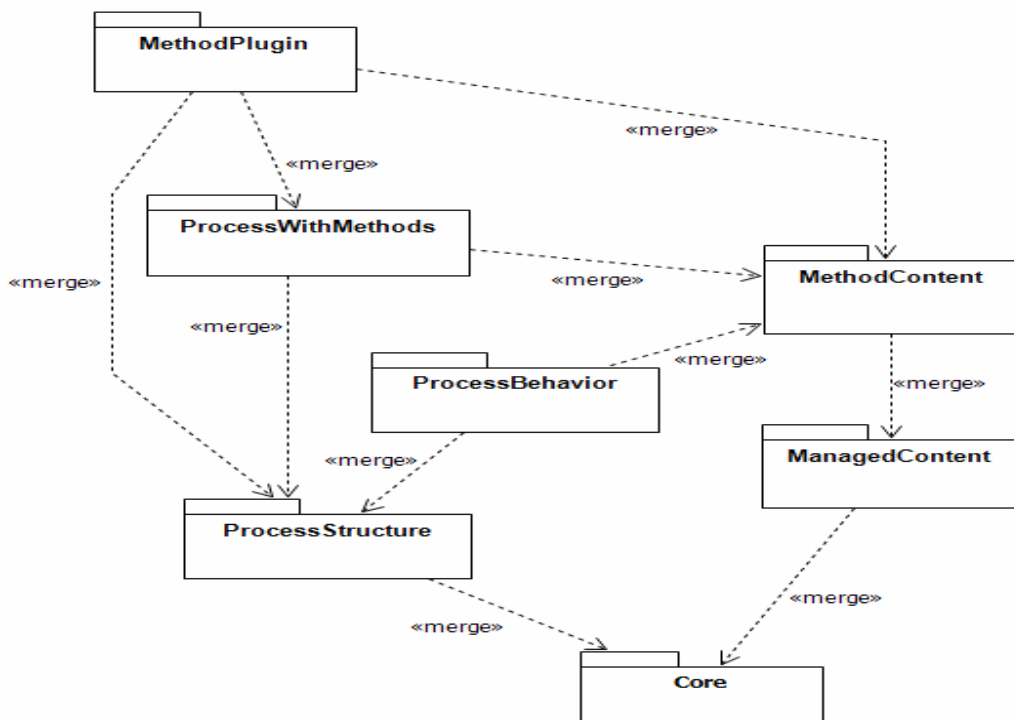 MethodPlugin
«merge»
«merge»
ProcessWithMethods
«merge»
MethodContent
«merge»
«merge»
«merge»
ProcessBehavior
«merge»
ManagedContent
«merge»
ProcessStructure
«merge»
«merge»
Core